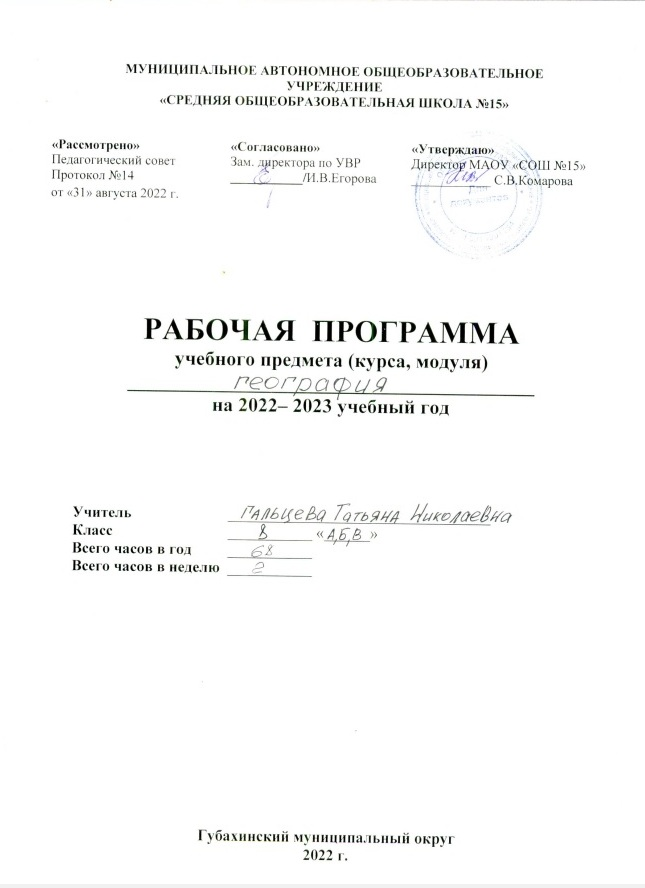 МУНИЦИПАЛЬНОЕ АВТОНОМНОЕ ОБЩЕОБРАЗОВАТЕЛЬНОЕ
УЧРЕЖДЕНИЕ
«СРЕДНЯЯ ОБЩЕОБРАЗОВАТЕЛЬНАЯ ШКОЛА №15»
«Рассмотрено»
Педагогический совет
Протокол №14
от «31» августа 2022 г.
«Согласовано»
Зам. директора по УВР
___________/И.В.Егорова
«Утверждаю»
Директор МАОУ «СОШ №15»
____________ С.В.Комарова
РАБОЧАЯ ПРОГРАММА
учебного предмета (курса, модуля)
география
на 2022– 2023 учебный год
Учитель Пальцева Татьяна Николаевна
Класс 8 «А,Б,В»
Всего часов в год 68
Всего часов в неделю 2
Губахинский муниципальный округ
2022 г.